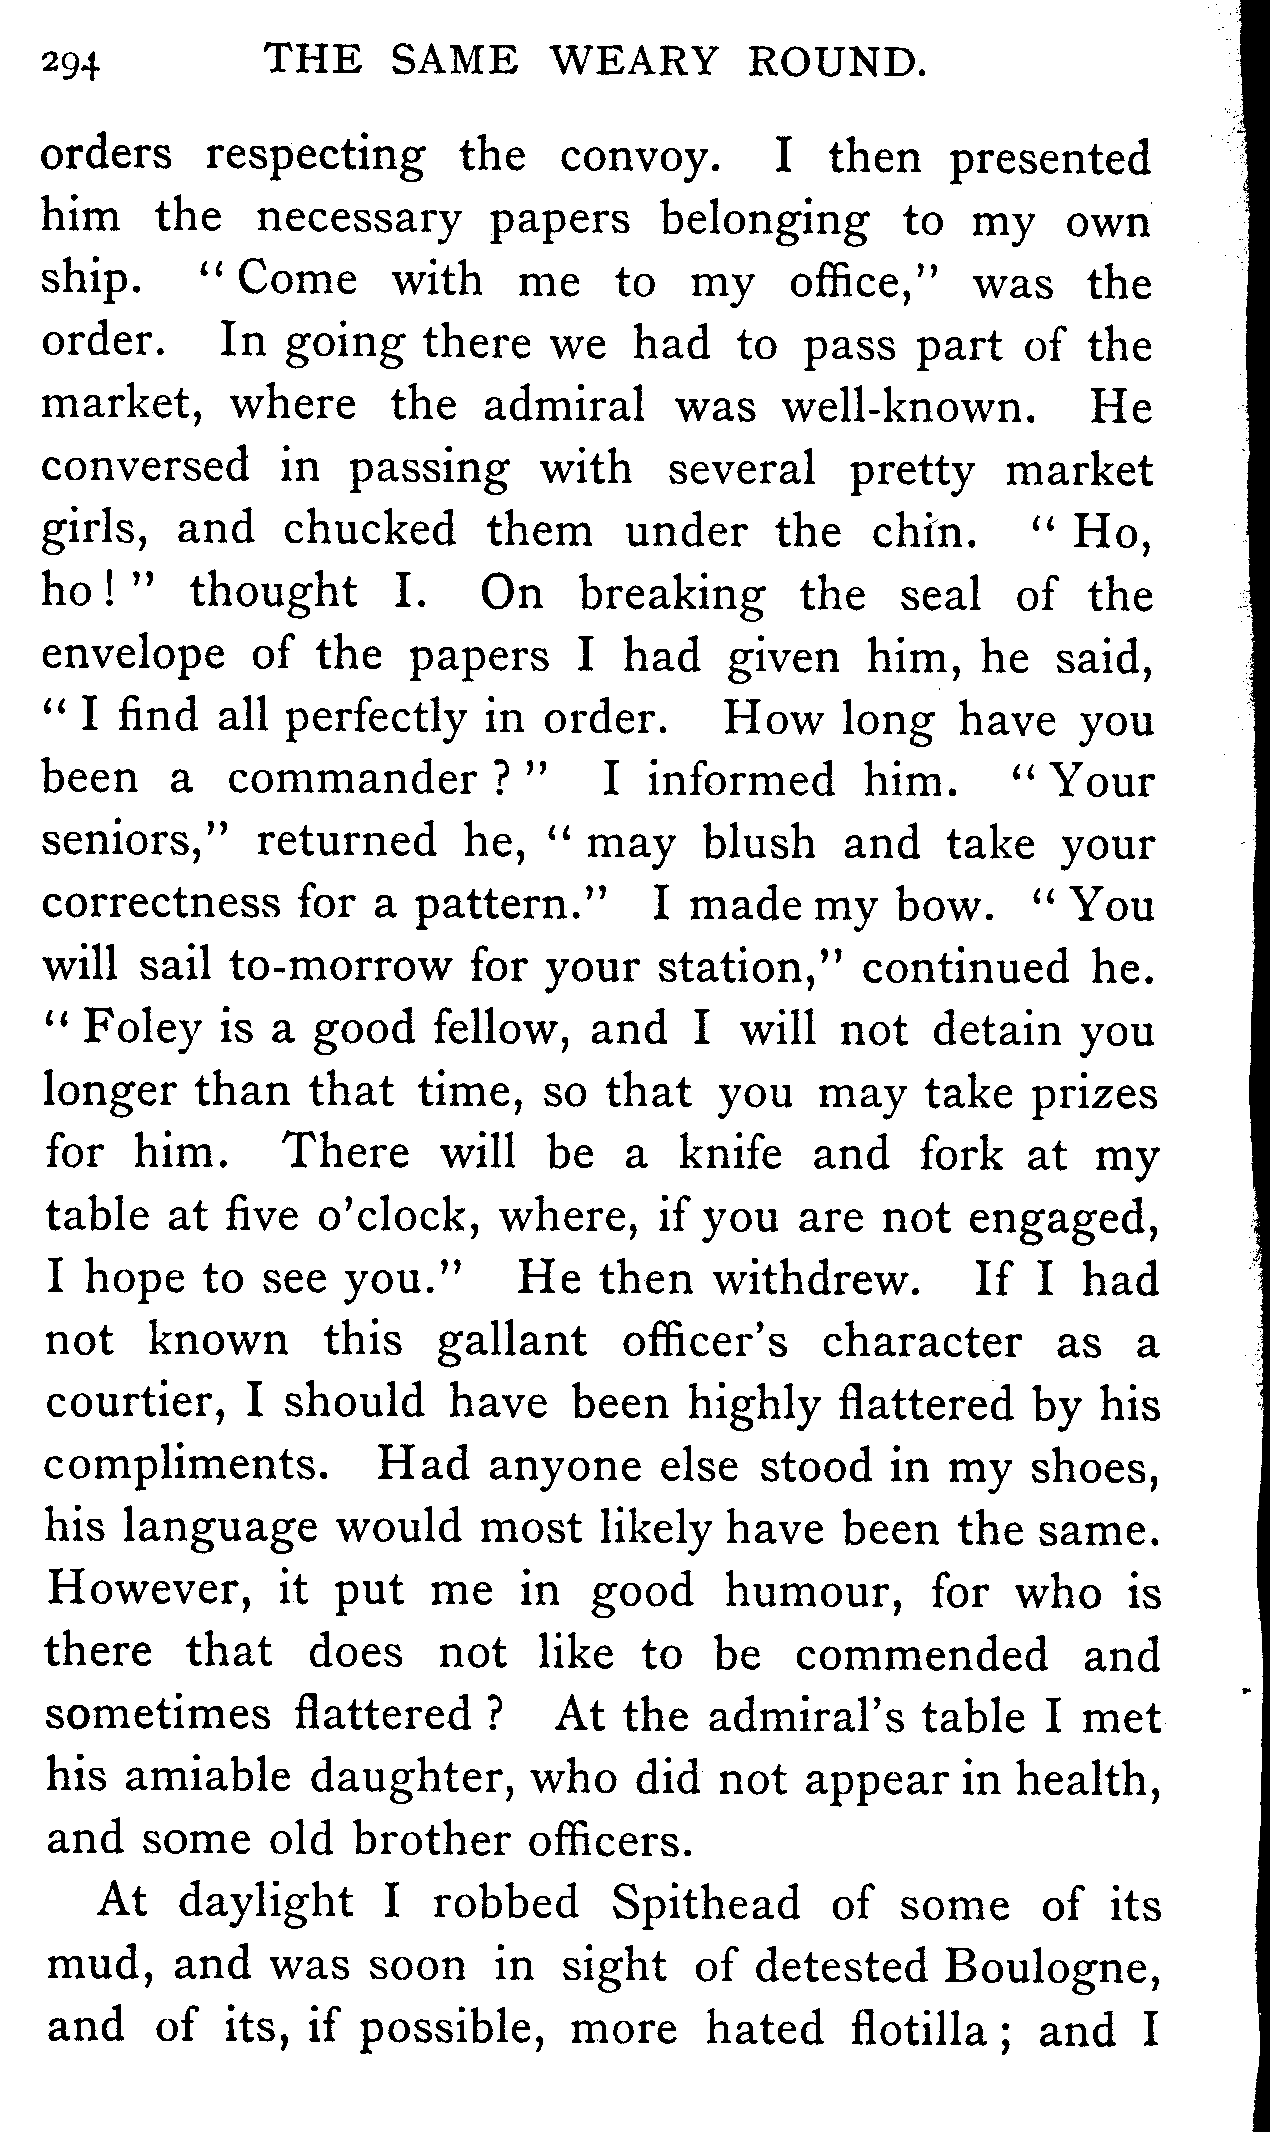 294 THE SAME WEARY ROUND.
orders respecting the convoy. I then presented
him the necessary papers belonging to my own
ship. "Come with me to my office," was the
order. In going there we had to pass part of the
market, where the admiral was well-known. He
conversed in passing with several pretty market
girls, and chucked them under the chin. "Ho,
ho!" thought I. On breaking the seal of the
envelope of the papers I had given him, he said,
"I find all perfectly in order. How long have you
been a commander?" I informed him. "Your
seniors," returned he, "may blush and take your
correctness for a pattern." I made my bow. "You
will sail to-morrow for your station," continued he.
"Foley is a good fellow, and I will not detain you
longer than that time, so that you may take prizes
for him. There will be a knife and fork at my
table at five o'clock, where, if you are not engaged,
I hope to see you." He then withdrew. If I had
not known this gallant officer's character as a
courtier, I should have been highly flattered by his
compliments. Had anyone else stood in my shoes,
his language would most likely have been the same.
However, it put me in good humour, for who is
there that does not like to be commended and
sometimes flattered? At the admiral's table I met
his amiable daughter, who did not appear in health,
and some old brother officers.
At daylight I robbed Spithead of some of its
mud, and was soon in sight of detested Boulogne,
and of its, if possible, more hated flotilla; and I